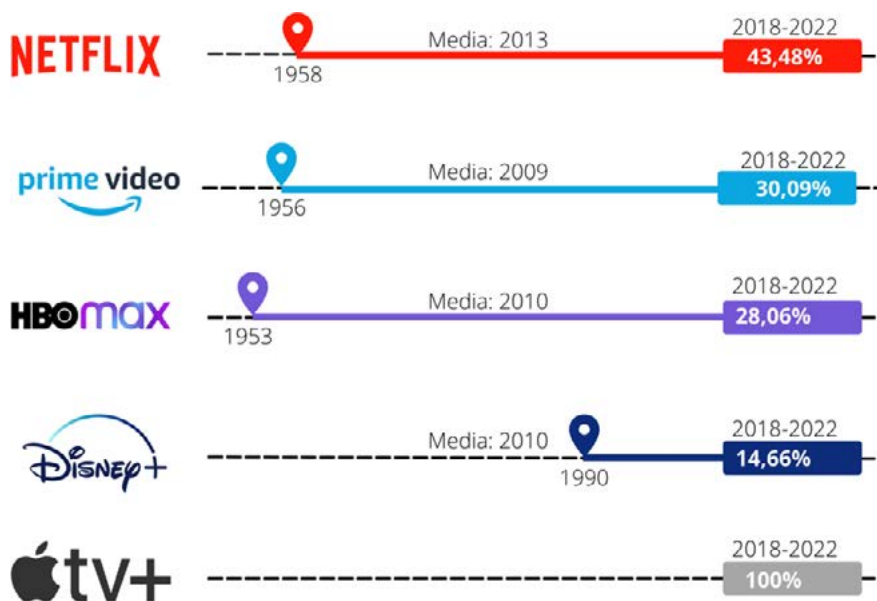 NETFLIX
Media: 2013
2018-2022
43,48%
1958
prime video
Media: 2009
2018-2022
30,09%
1956
HBOmax
Media: 2010
2018-2022
28,06%
1953
Disney+
Media: 2010
2018-2022
14,66%
1990
tv+
2018-2022
100%